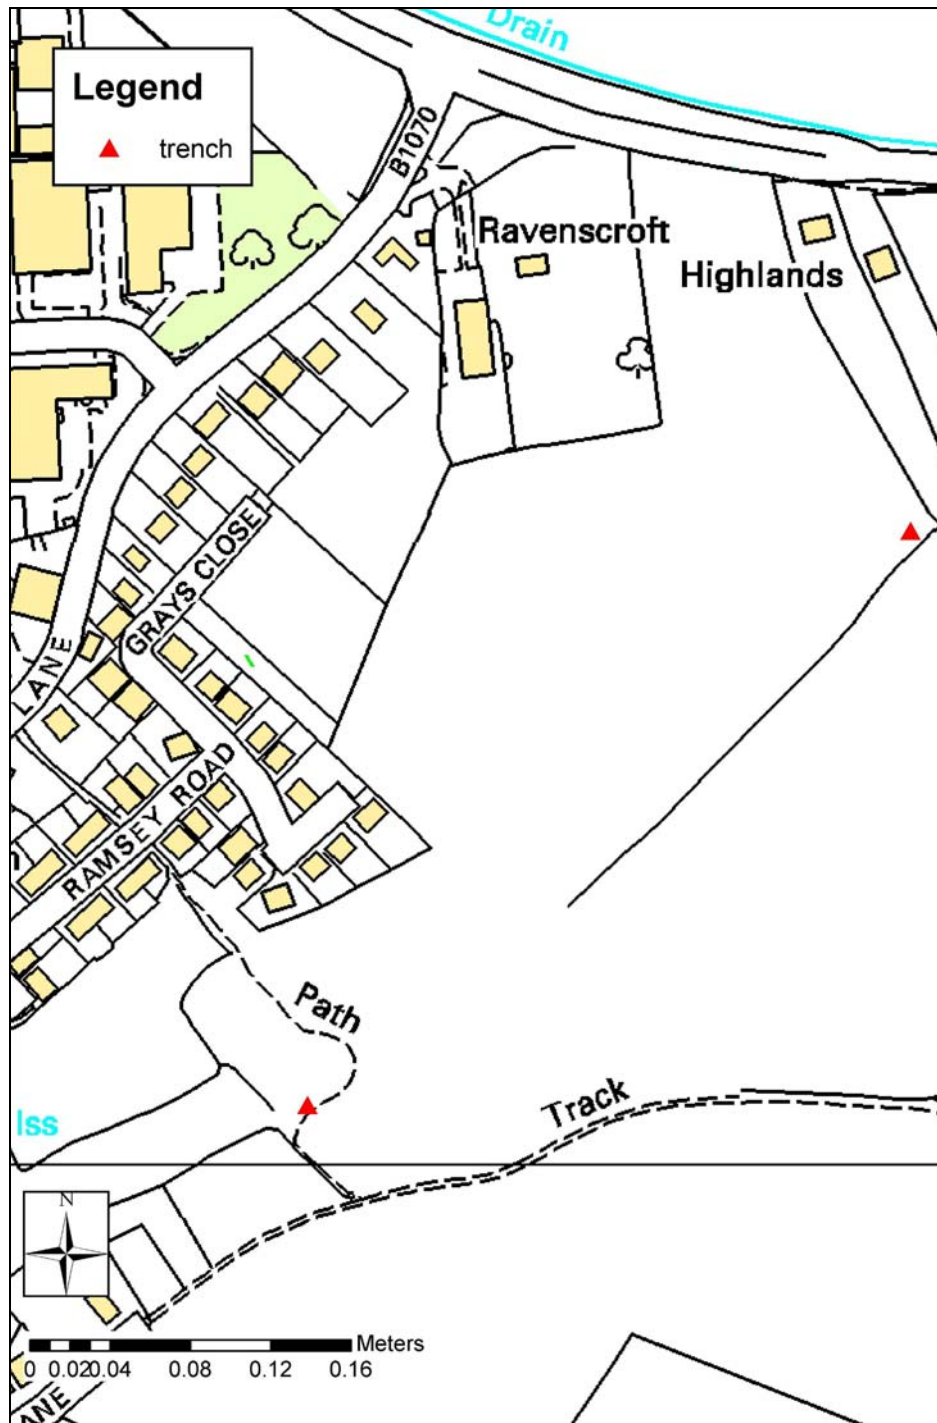 Drain
Legend
trench
B1070
Ravenscroft
Highlands
GRAYS CLOSE
LANE
RAMSEY ROAD
Path
Track
Iss
N
Meters
0 0.02 0.04 0.08 0.12 0.16
ANE